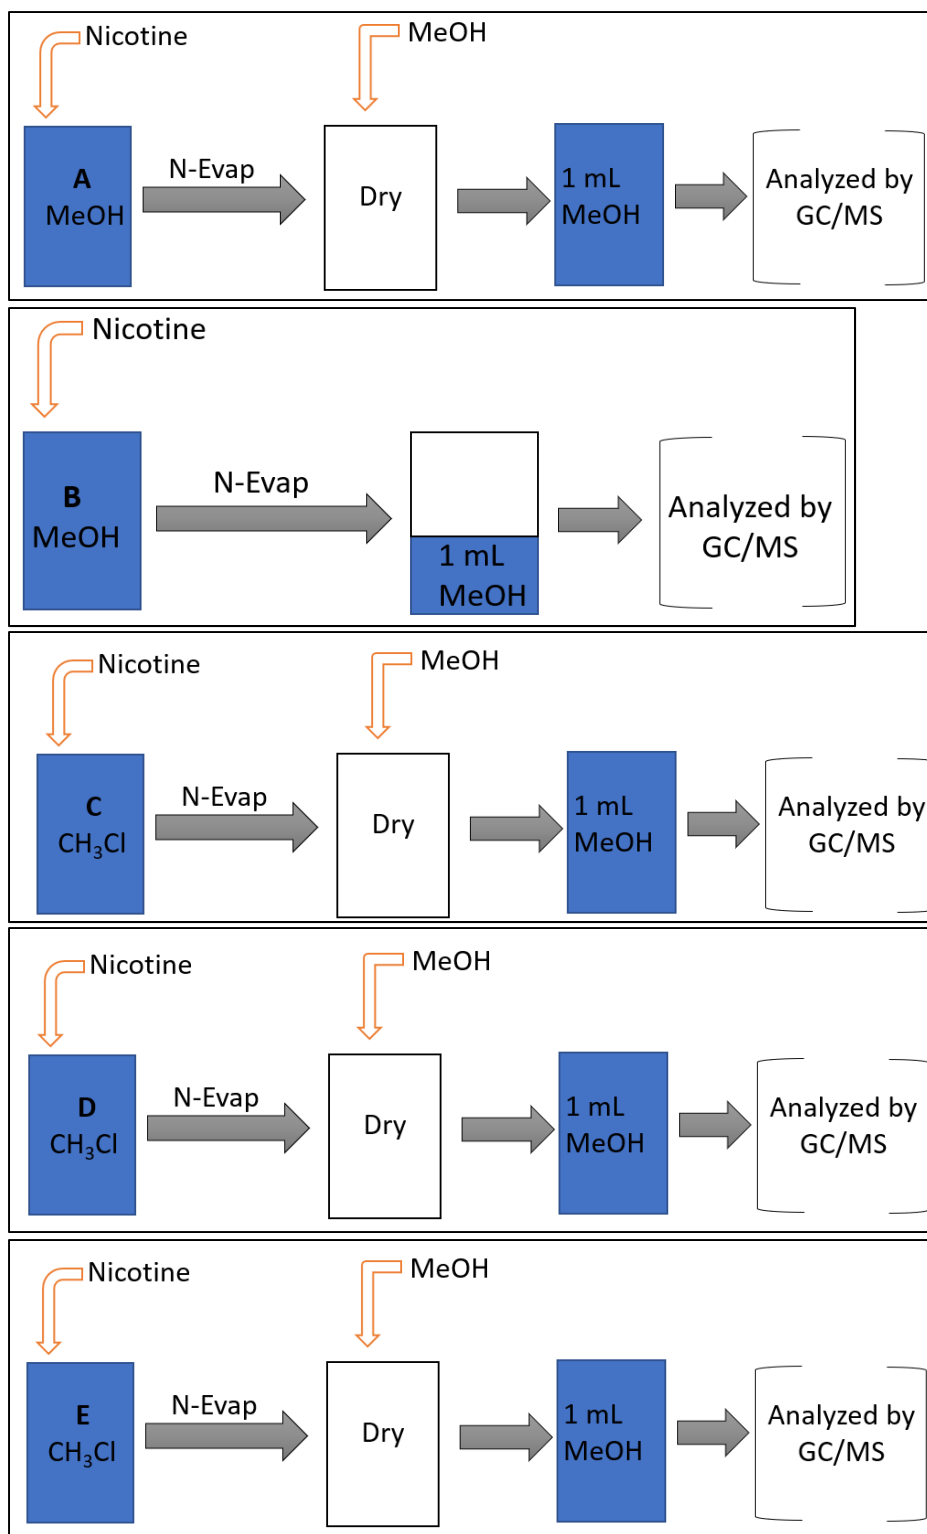 Nicotine
MeOH
A
MeOH
N-Evap
Dry
1 mL
MeOH
Analyzed by
GC/MS
Nicotine
B
MeOH
N-Evap
1 mL
MeOH
Analyzed by
GC/MS
Nicotine
MeOH
C
CH₃Cl
N-Evap
Dry
1 mL
MeOH
Analyzed by
GC/MS
Nicotine
MeOH
D
CH₃Cl
N-Evap
Dry
1 mL
MeOH
Analyzed by
GC/MS
Nicotine
MeOH
E
CH₃Cl
N-Evap
Dry
1 mL
MeOH
Analyzed by
GC/MS